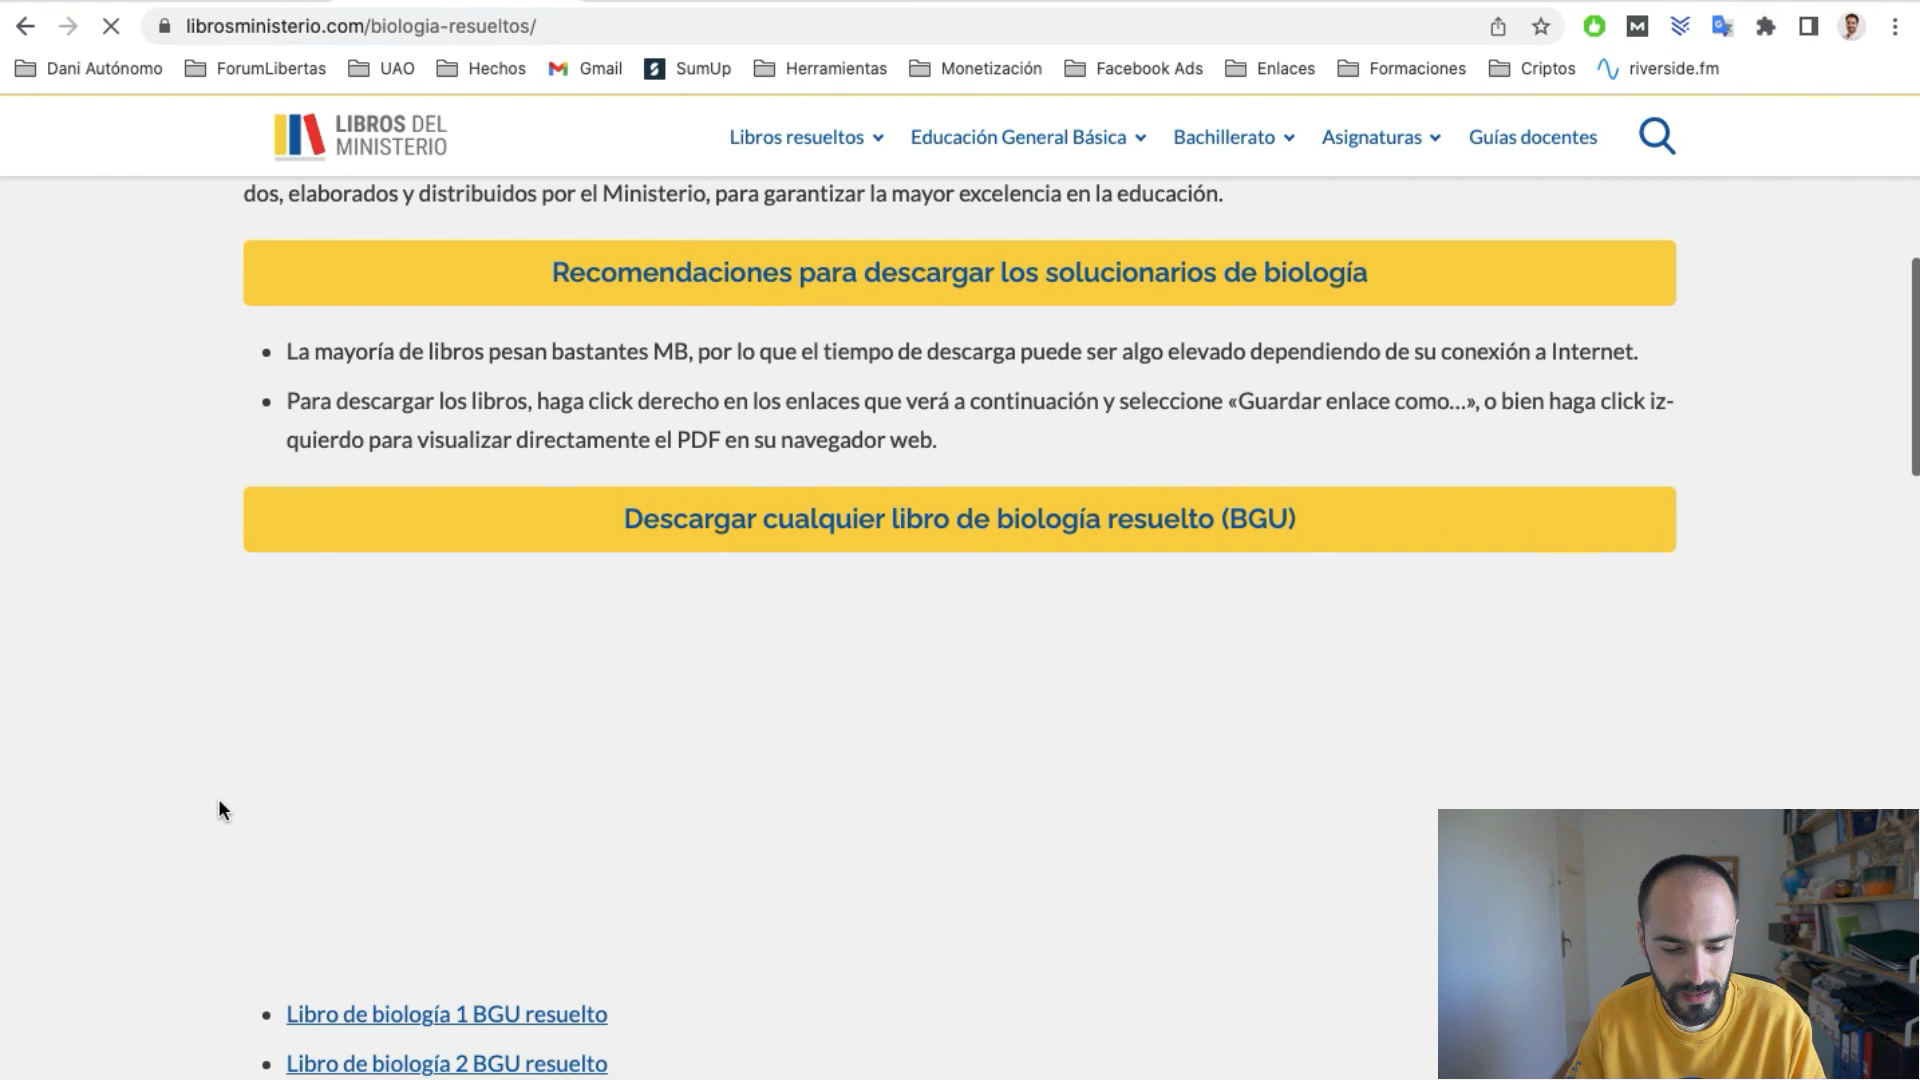 librosministerio.com/biologia-resueltos/
Dani Autónomo ForumLibertas UAO Hechos Gmail SumUp Herramientas Monetización Facebook Ads Enlaces Formaciones Criptos riverside.fm
LIBROS DEL
MINISTERIO
Libros resueltos Educación General Básica Bachillerato Asignaturas Guías docentes
dos, elaborados y distribuidos por el Ministerio, para garantizar la mayor excelencia en la educación.
Recomendaciones para descargar los solucionarios de biología
La mayoría de libros pesan bastantes MB, por lo que el tiempo de descarga puede ser algo elevado dependiendo de su conexión a Internet.
Para descargar los libros, haga click derecho en los enlaces que verá a continuación y seleccione «Guardar enlace como...», o bien haga click iz-
quierdo para visualizar directamente el PDF en su navegador web.
Descargar cualquier libro de biología resuelto (BGU)
Libro de biología 1 BGU resuelto
Libro de biología 2 BGU resuelto